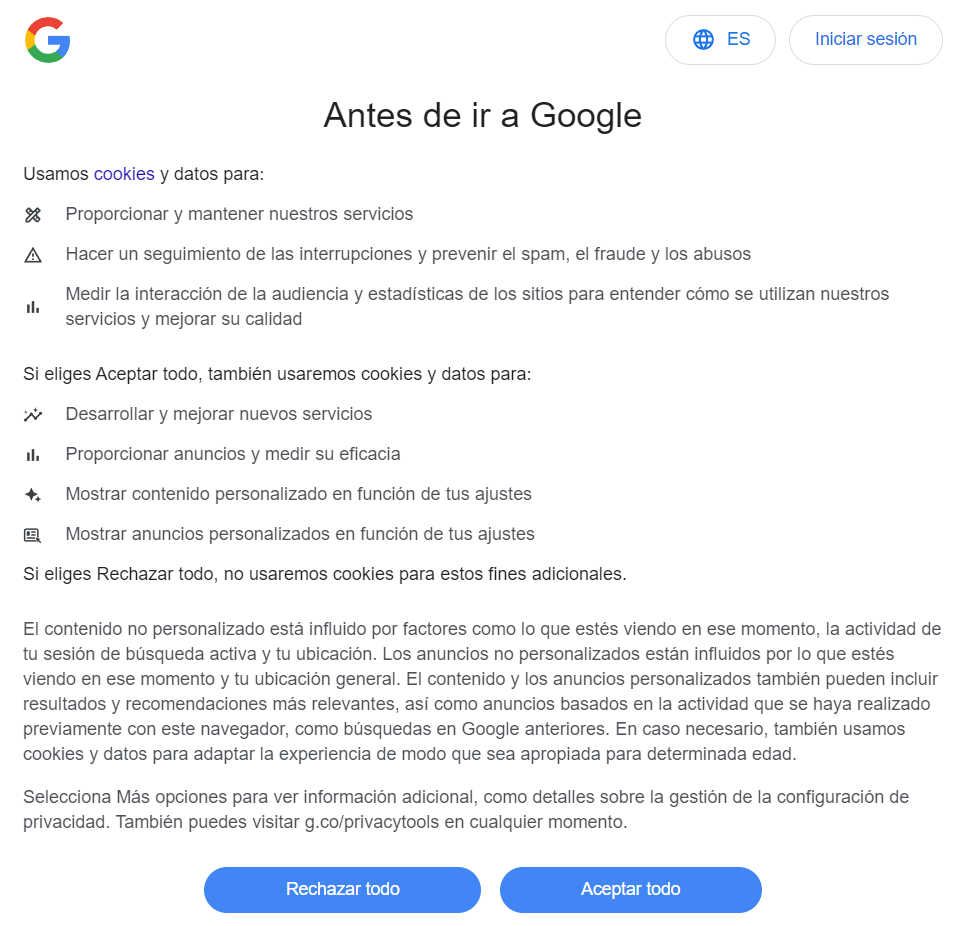 ES
Iniciar sesión
Antes de ir a Google
Usamos cookies y datos para:
Proporcionar y mantener nuestros servicios
Hacer un seguimiento de las interrupciones y prevenir el spam, el fraude y los abusos
Medir la interacción de la audiencia y estadísticas de los sitios para entender cómo se utilizan nuestros
servicios y mejorar su calidad
Si eliges Aceptar todo, también usaremos cookies y datos para:
Desarrollar y mejorar nuevos servicios
Proporcionar anuncios y medir su eficacia
Mostrar contenido personalizado en función de tus ajustes
Mostrar anuncios personalizados en función de tus ajustes
Si eliges Rechazar todo, no usaremos cookies para estos fines adicionales.
El contenido no personalizado está influido por factores como lo que estés viendo en ese momento, la actividad de
tu sesión de búsqueda activa y tu ubicación. Los anuncios no personalizados están influidos por lo que estés
viendo en ese momento y tu ubicación general. El contenido y los anuncios personalizados también pueden incluir
resultados y recomendaciones más relevantes, así como anuncios basados en la actividad que se haya realizado
previamente con este navegador, como búsquedas en Google anteriores. En caso necesario, también usamos
cookies y datos para adaptar la experiencia de modo que sea apropiada para determinada edad.
Selecciona Más opciones para ver información adicional, como detalles sobre la gestión de la configuración de
privacidad. También puedes visitar g.co/privacytools en cualquier momento.
Rechazar todo
Aceptar todo